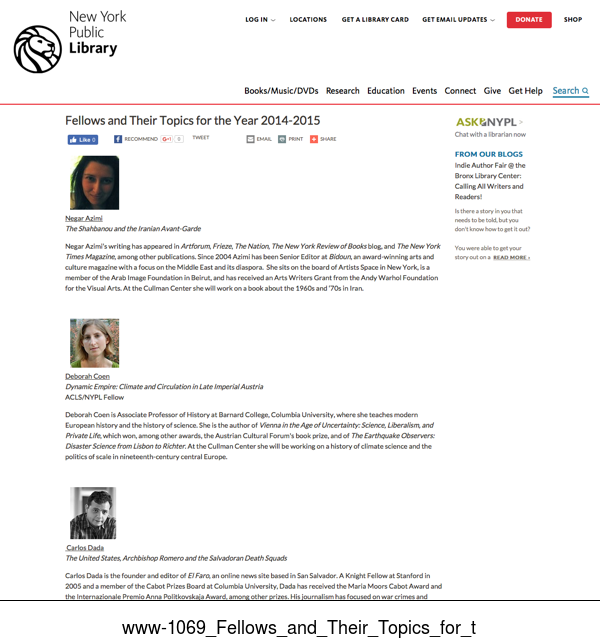 New York
Public
Library
LOG IN
LOCATIONS
GET A LIBRARY CARD
GET EMAIL UPDATES
DONATE
SHOP
Books/Music/DVDs
Research
Education
Events
Connect
Give
Get Help
Search
Fellows and Their Topics for the Year 2014-2015
Like 0
RECOMMEND
G+1
0
TWEET
EMAIL
PRINT
SHARE
Negar Azimi
The Shahbanou and the Iranian Avant-Garde
Negar Azimi's writing has appeared in Artforum, Frieze, The Nation, The New York Review of Books blog, and The New York
Times Magazine, among other publications. Since 2004 Azimi has been Senior Editor at Bidoun, an award-winning arts and
culture magazine with a focus on the Middle East and its diaspora. She sits on the board of Artists Space in New York, is a
member of the Arab Image Foundation in Beirut, and has received an Arts Writers Grant from the Andy Warhol Foundation
for the Visual Arts. At the Cullman Center she will work on a book about the 1960s and '70s in Iran.
Deborah Coen
Dynamic Empire: Climate and Circulation in Late Imperial Austria
ACLS/NYPL Fellow
Deborah Coen is Associate Professor of History at Barnard College, Columbia University, where she teaches modern
European history and the history of science. She is the author of Vienna in the Age of Uncertainty: Science, Liberalism, and
Private Life, which won, among other awards, the Austrian Cultural Forum's book prize, and of The Earthquake Observers:
Disaster Science from Lisbon to Richter. At the Cullman Center she will be working on a history of climate science and the
politics of scale in nineteenth-century central Europe.
Carlos Dada
The United States, Archbishop Romero and the Salvadoran Death Squads
Carlos Dada is the founder and editor of El Faro, an online news site based in San Salvador. A Knight Fellow at Stanford in
2005 and a member of the Cabot Prizes Board at Columbia University, Dada has received the Maria Moors Cabot Award and
the Internazionale Premio Anna Politkovskaja Award, among other prizes. His journalism has focused on war crimes and
ASK NYPL >
Chat with a librarian now
FROM OUR BLOGS
Indie Author Fair @ the
Bronx Library Center:
Calling All Writers and
Readers!
Is there a story in you that
needs to be told, but you
don't know how to get it out?
You were able to get your
story out on a READ MORE ›
www-1069_Fellows_and_Their_Topics_for_t